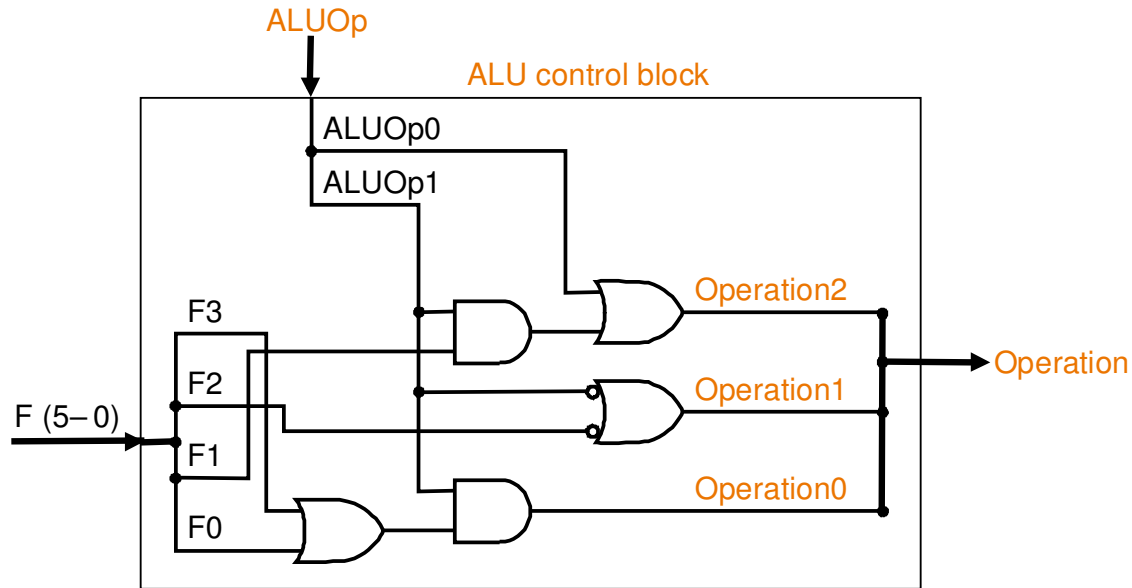 ALUOp
ALU control block
ALUOp0
ALUOp1
Operation2
F3
Operation
F2
Operation1
F (5–0)
F1
Operation0
F0